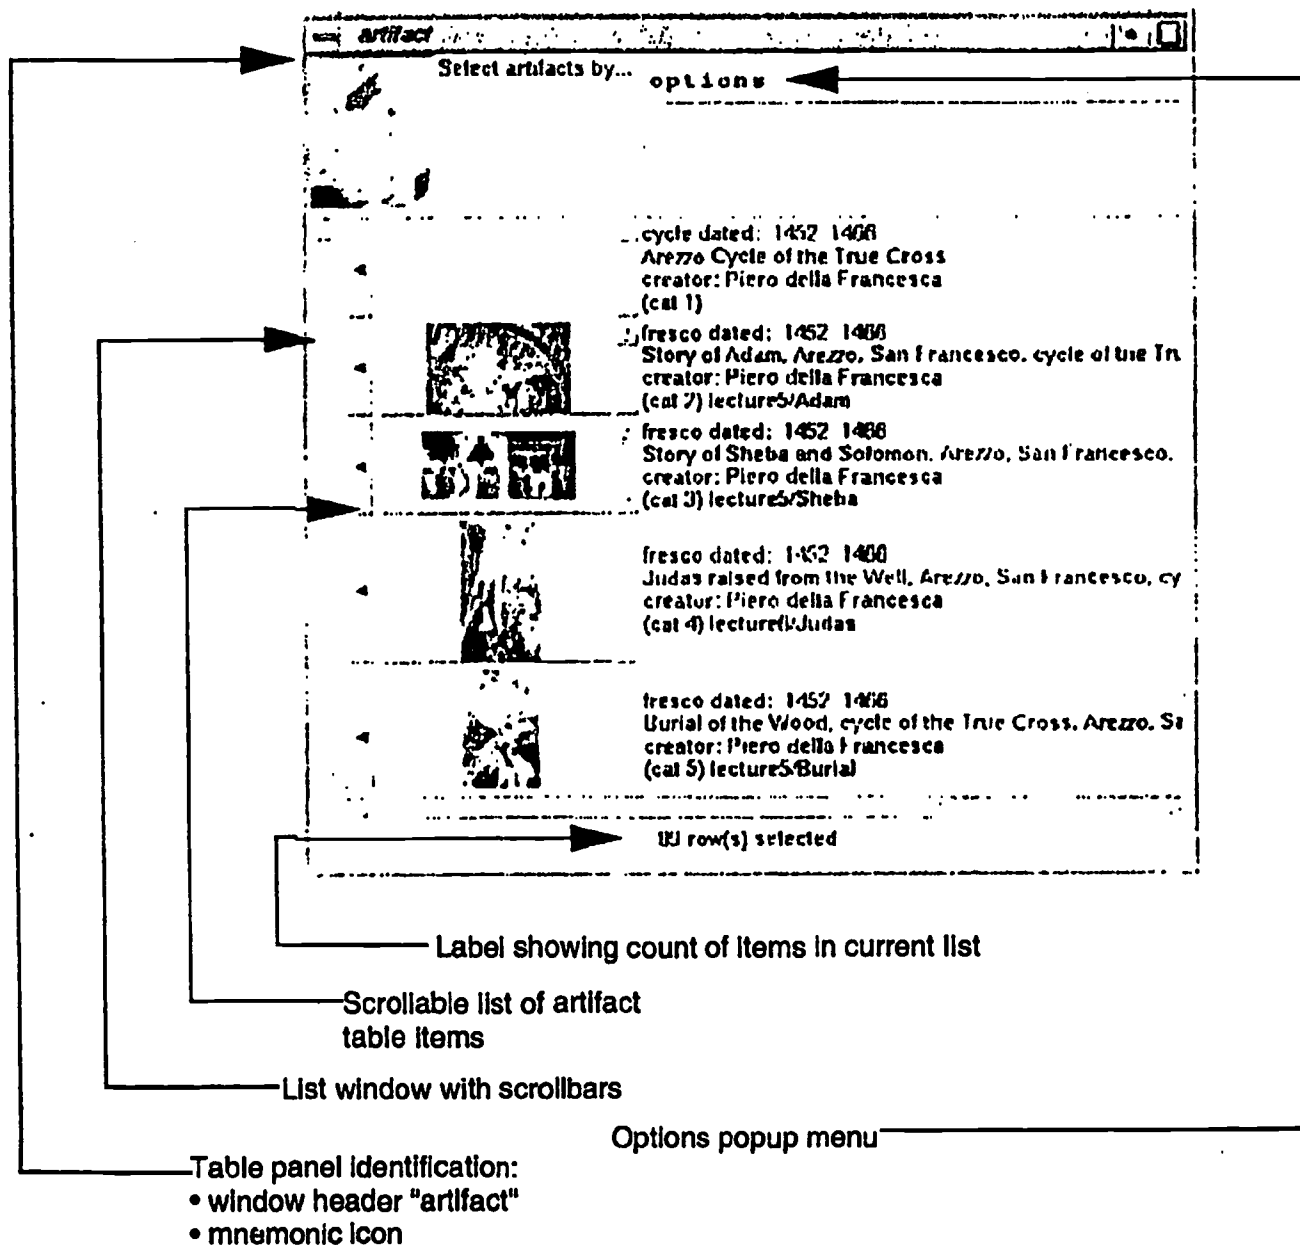 artifact
Select artifacts by...
options
cycle dated: 1452 1466
Arezzo Cycle of the True Cross
creator: Piero della Francesca
(cat 1)
fresco dated: 1452 1466
Story of Adam, Arezzo, San Francesco, cycle of the Tru
creator: Piero della Francesca
(cat 2) lecture5/Adam
fresco dated: 1452 1466
Story of Sheba and Solomon, Arezzo, San Francesco,
creator: Piero della Francesca
(cat 3) lecture5/Sheba
fresco dated: 1452 1466
Judas raised from the Well, Arezzo, San Francesco, cy
creator: Piero della Francesca
(cat 4) /Judas
fresco dated: 1452 1466
Burial of the Wood, cycle of the True Cross, Arezzo, Sa
creator: Piero della Francesca
(cat 5) lecture5/Burial
row(s) selected
Label showing count of items in current list
Scrollable list of artifact
table items
List window with scrollbars
Options popup menu
Table panel identification:
• window header "artifact"
• mnemonic icon